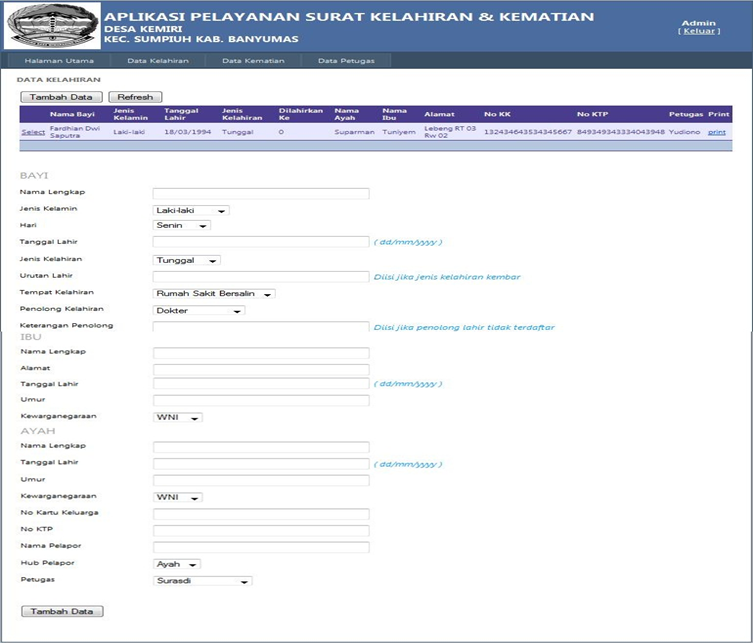 APLIKASI PELAYANAN SURAT KELAHIRAN & KEMATIAN
DESA KEMIRI
KEC. SUMPIUH KAB. BANYUMAS
Admin
[ Keluar ]
Halaman Utama Data Kelahiran Data Kematian Data Petugas
DATA KELAHIRAN
Tambah Data Refresh
Nama Bayi Jenis Kelamin Tanggal Lahir Jenis Kelahiran Dilahirkan Ke Nama Ayah Nama Ibu Alamat No KK No KTP Petugas Print
Select Fardhian Dwi Saputra Laki-laki 18/03/1994 Tunggal 0 Suparman Tuniyem Lebeng RT 03 Rw 02 132434643534345667 849349343334043948 Yudiono print
BAYI
Nama Lengkap
Jenis Kelamin Laki-laki
Hari Senin
Tanggal Lahir ( dd/mm/yyyy )
Jenis Kelahiran Tunggal
Urutan Lahir Diisi jika jenis kelahiran kembar
Tempat Kelahiran Rumah Sakit Bersalin
Penolong Kelahiran Dokter
Keterangan Penolong Diisi jika penolong lahir tidak terdaftar
IBU
Nama Lengkap
Alamat
Tanggal Lahir ( dd/mm/yyyy )
Umur
Kewarganegaraan WNI
AYAH
Nama Lengkap
Tanggal Lahir ( dd/mm/yyyy )
Umur
Kewarganegaraan WNI
No Kartu Keluarga
No KTP
Nama Pelapor
Hub Pelapor Ayah
Petugas Surasdi
Tambah Data